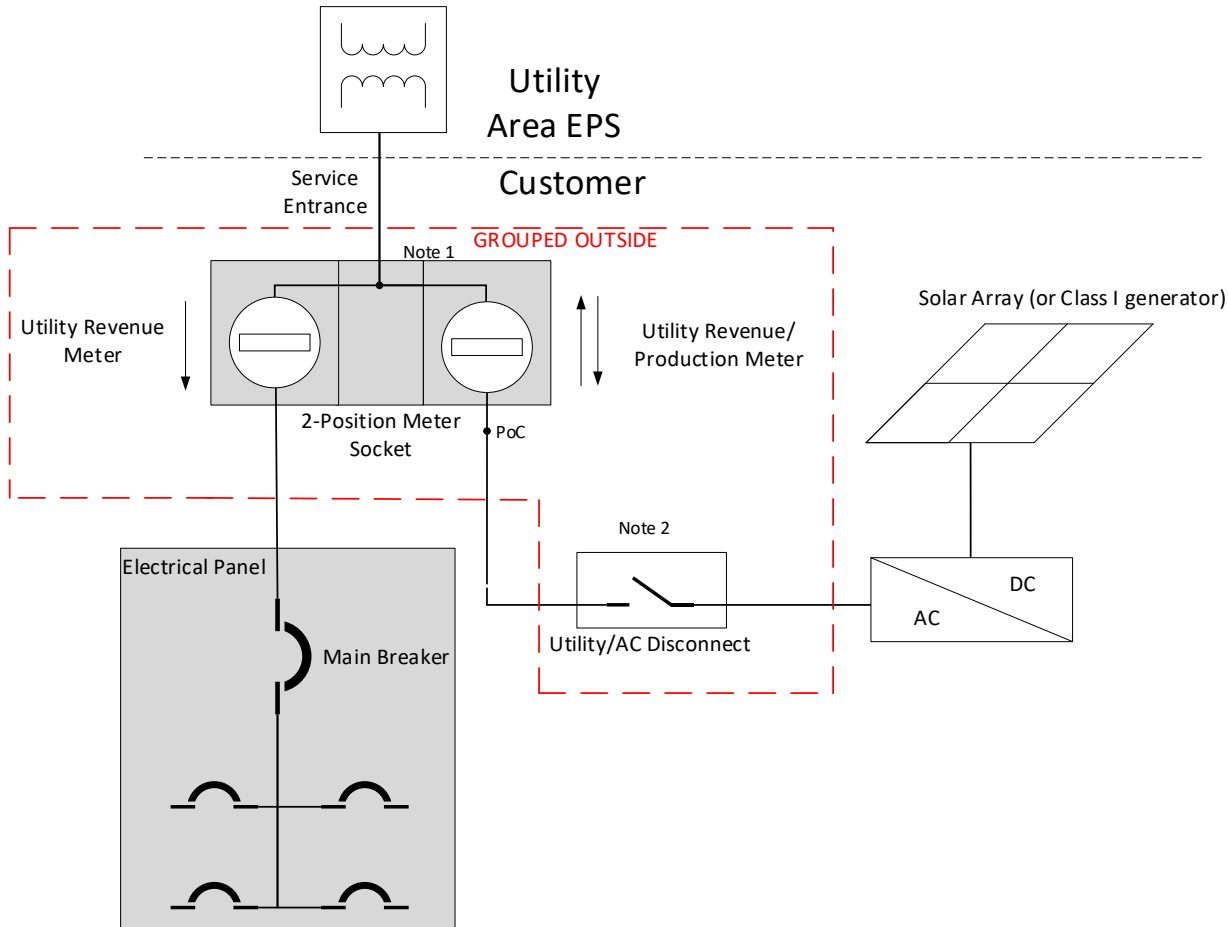 Utility
Area EPS
Service
Entrance
Customer
GROUPED OUTSIDE
Note 1
Utility Revenue
Meter
Utility Revenue/
Production Meter
Solar Array (or Class I generator)
2-Position Meter
Socket
PoC
Note 2
Electrical Panel
DC
AC
Utility/AC Disconnect
Main Breaker